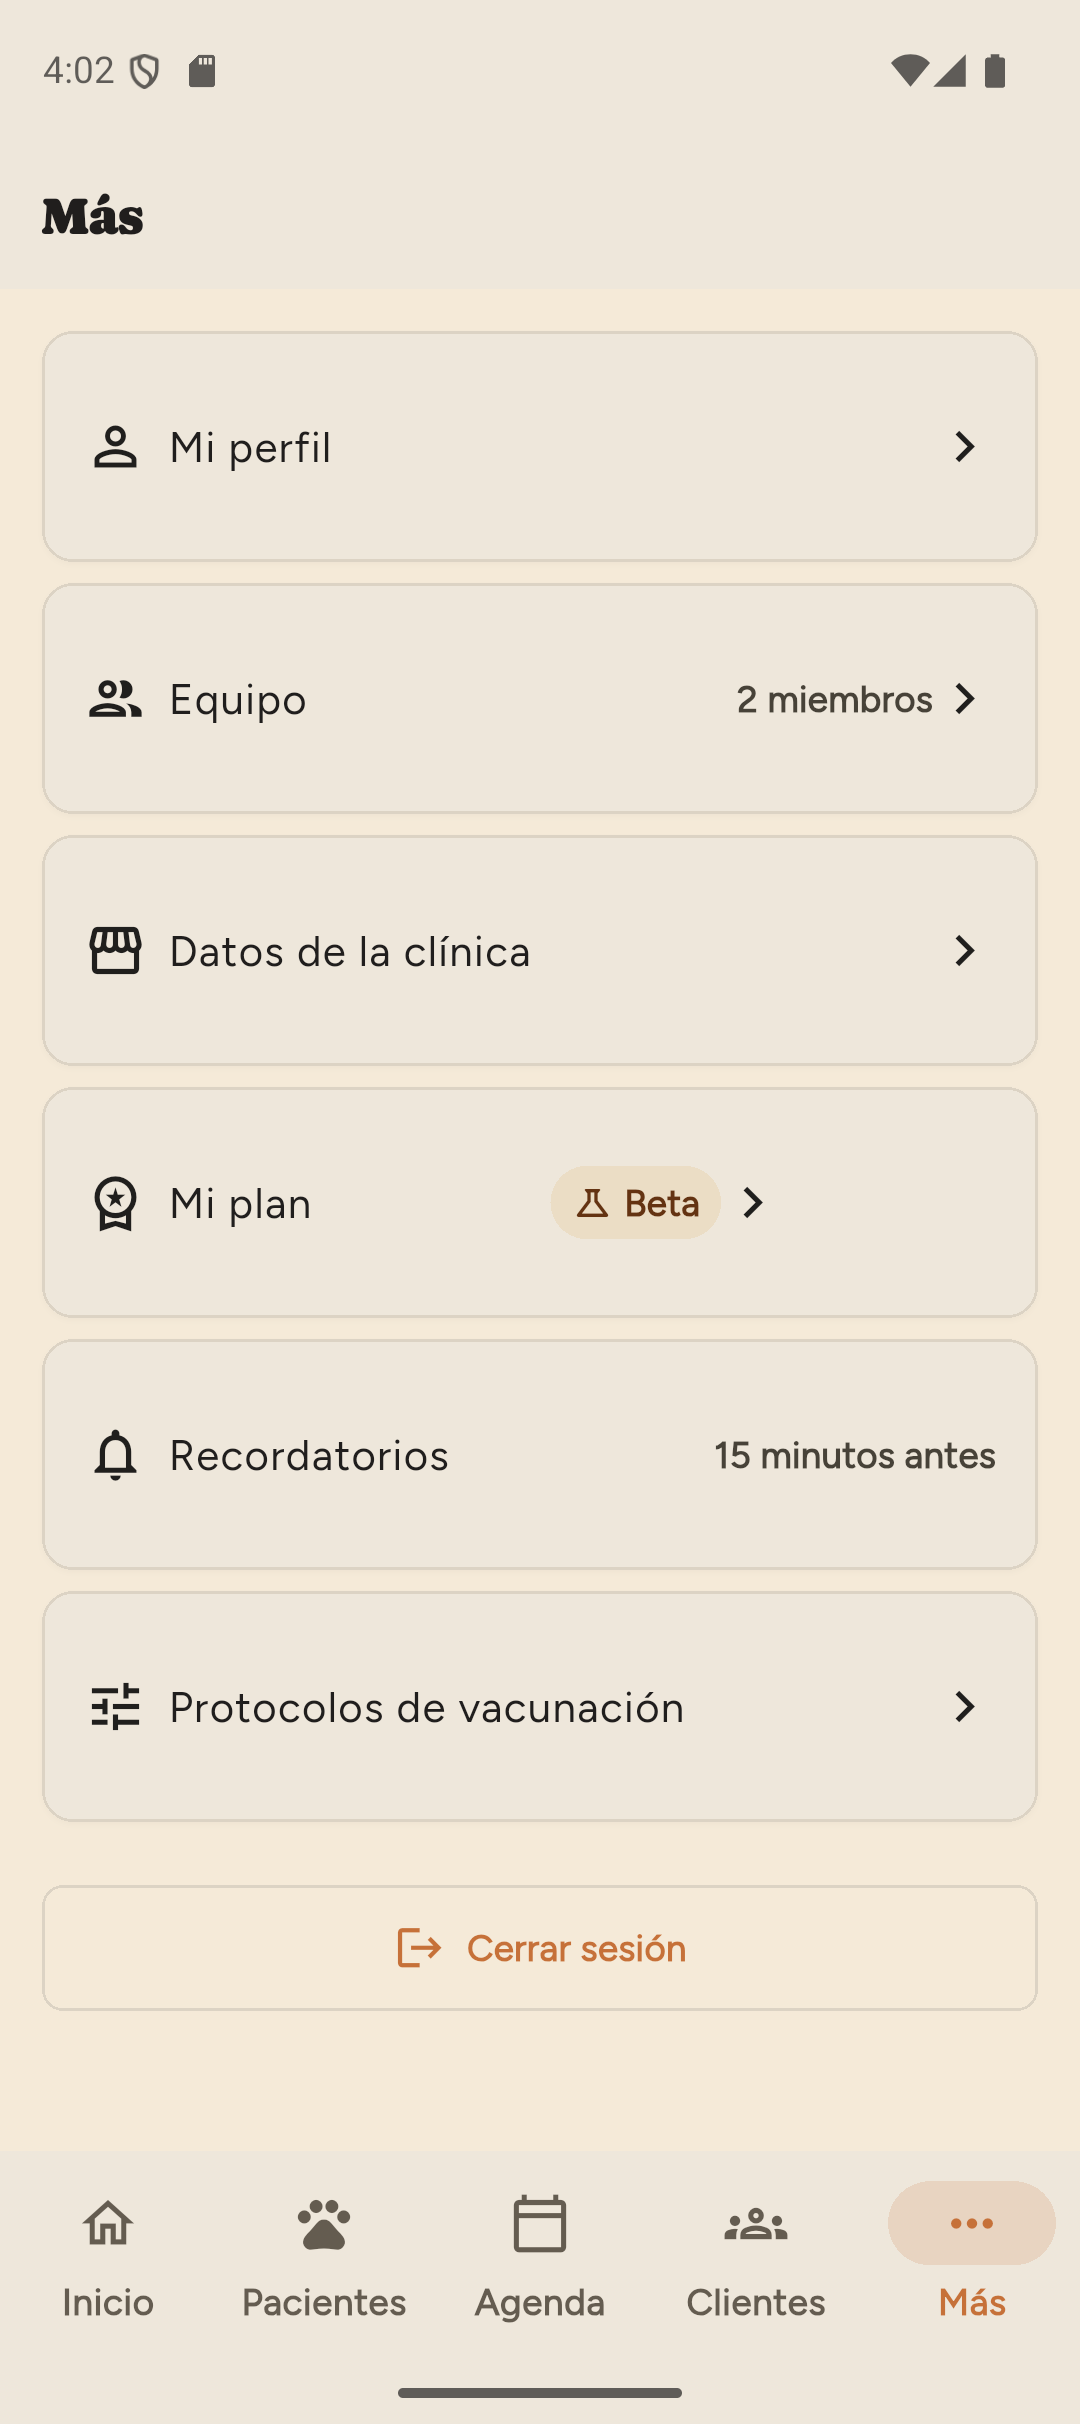 4:02
Más
Mi perfil
Equipo 2 miembros
Datos de la clínica
Mi plan Beta
Recordatorios 15 minutos antes
Protocolos de vacunación
Cerrar sesión
Inicio Pacientes Agenda Clientes Más